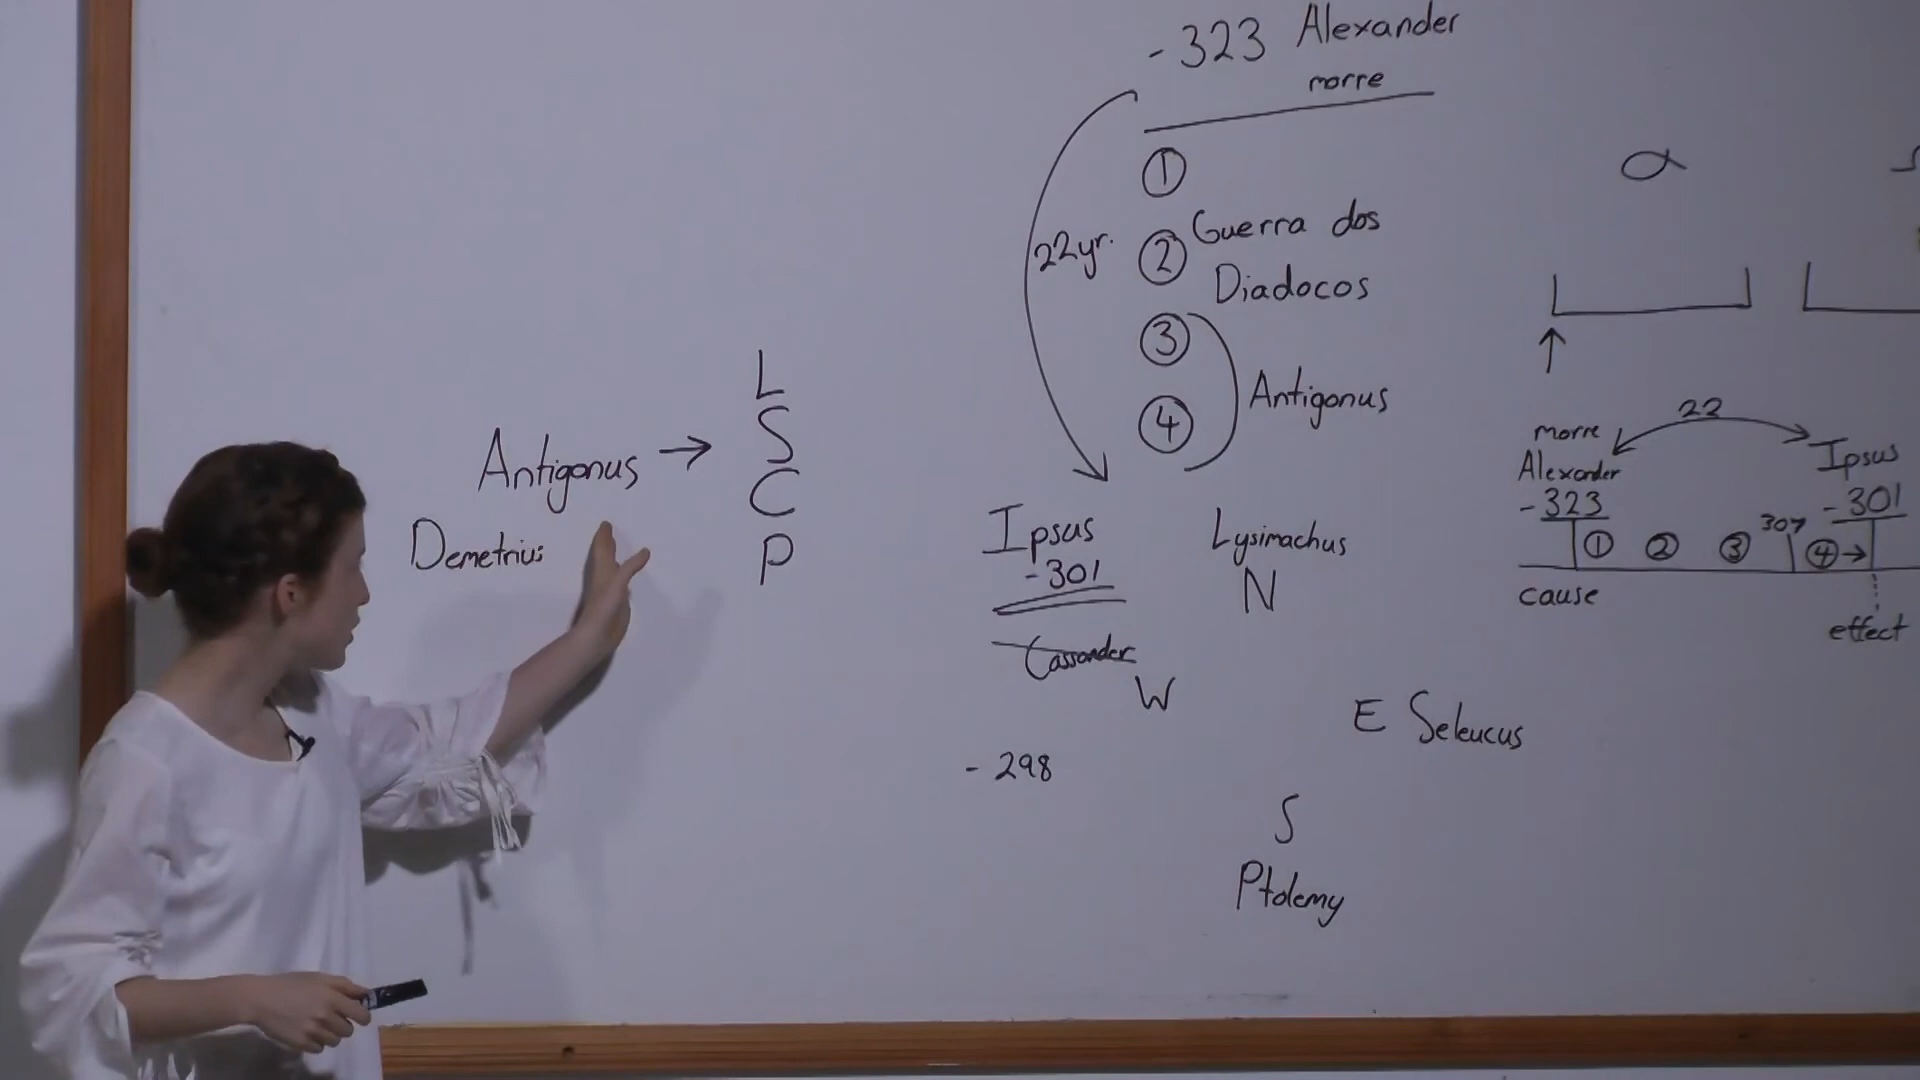 -323 Alexander
morre
①
22yr.
② Guerra dos
Diadocos
③
④
Antigonus
Ipsus
-301
Lysimachus
N
Cassander
W
E Seleucus
-298
S
Ptolemy
L
S
C
P
Antigonus →
Demetrius
α
22
morre
Alexander
-323
Ipsus
-301
① ② ③ 307 ④→
cause
effect